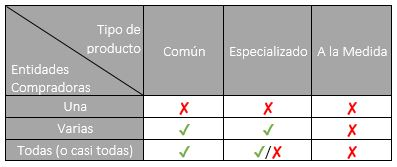 Tipo de
producto
Entidades
Compradoras
Común
Especializado
A la Medida
Una
✗
✗
✗
Varias
✓
✓
✗
Todas (o casi todas)
✓
✓/✗
✗